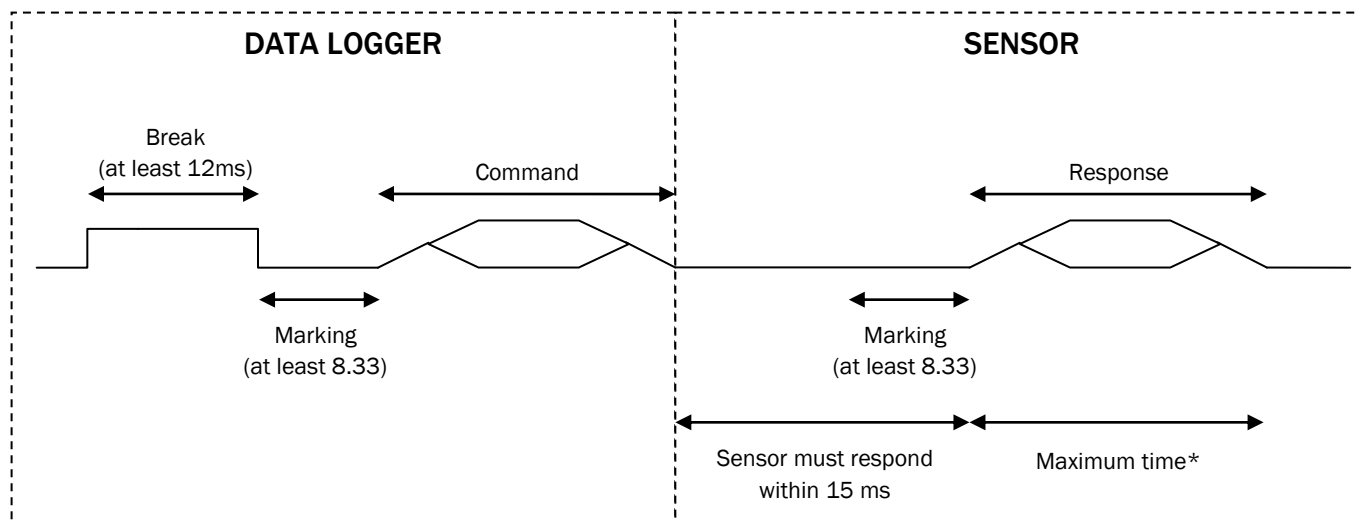 DATA LOGGER
SENSOR
Break
(at least 12ms)
Command
Response
Marking
(at least 8.33)
Marking
(at least 8.33)
Sensor must respond
within 15 ms
Maximum time*